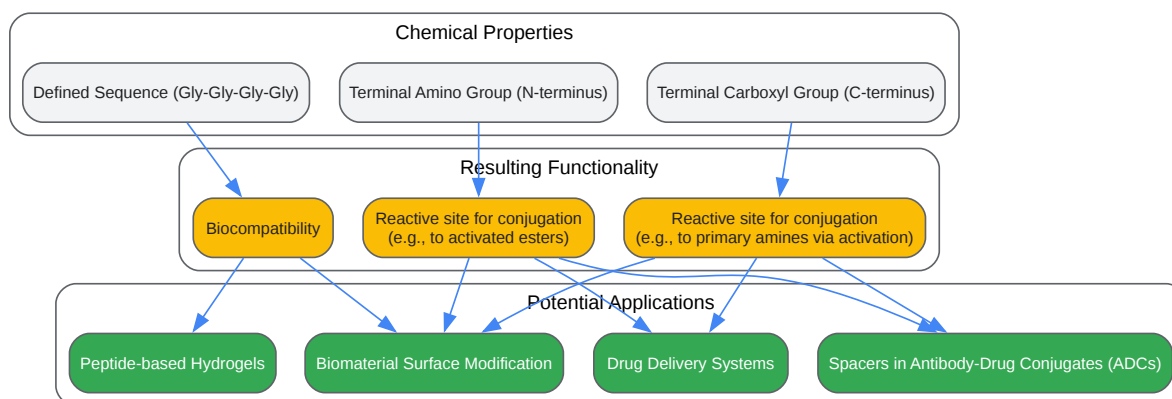 Chemical Properties
Defined Sequence (Gly-Gly-Gly-Gly)
Terminal Amino Group (N-terminus)
Terminal Carboxyl Group (C-terminus)
Resulting Functionality
Biocompatibility
Reactive site for conjugation
(e.g., to activated esters)
Reactive site for conjugation
(e.g., to primary amines via activation)
Potential Applications
Peptide-based Hydrogels
Biomaterial Surface Modification
Drug Delivery Systems
Spacers in Antibody-Drug Conjugates (ADCs)